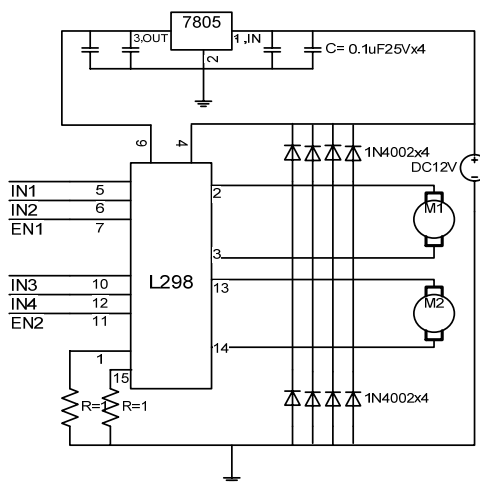 7805
3,OUT
1,IN
2
C= 0.1uF25Vx4
9
4
1N4002x4
DC12V
IN1
5
IN2
6
EN1
7
L298
2
M1
3
13
M2
IN3
10
IN4
12
EN2
11
14
1
15
R=1
R=1
1N4002x4